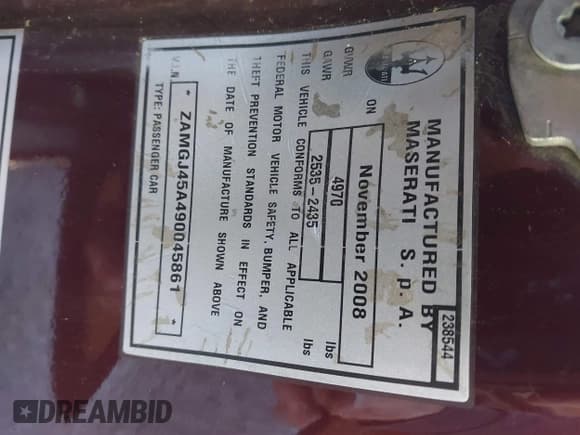 238544
MANUFACTURED BY
MASERATI S.p.A.
ON November 2008
GVWR 4970 lbs
GAWR 2535-2435 lbs
THIS VEHICLE CONFORMS TO ALL APPLICABLE
FEDERAL MOTOR VEHICLE SAFETY, BUMPER, AND
THEFT PREVENTION STANDARDS IN EFFECT ON
THE DATE OF MANUFACTURE SHOWN ABOVE
V.I.N. * ZAMGJ45A490045861 *
TYPE: PASSENGER CAR
DREAMBID